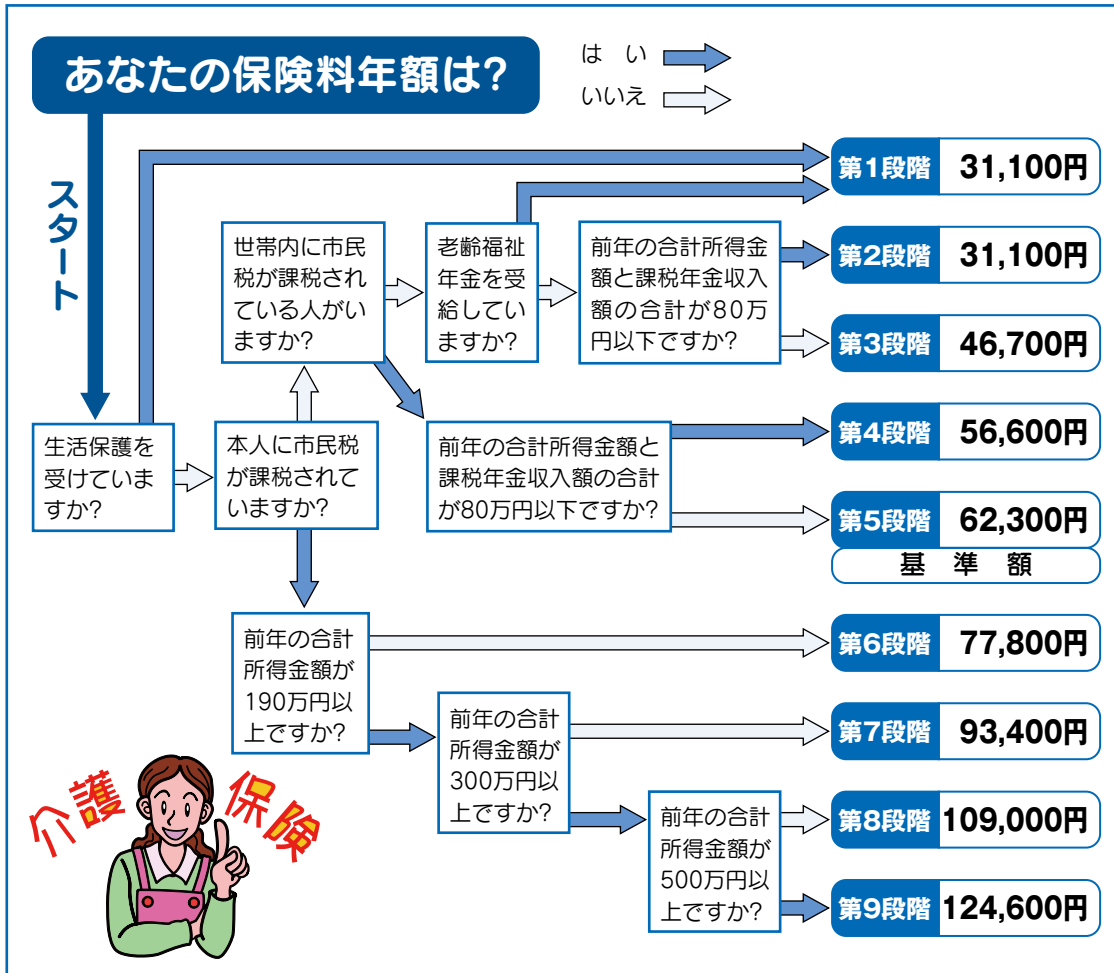 あなたの保険料年額は?
は い
いいえ
スタート
第1段階 31,100円
世帯内に市民
税が課税され
ている人がい
ますか?
老齢福祉
年金を受
給してい
ますか?
前年の合計所得金
額と課税年金収入
額の合計が80万
円以下ですか?
第2段階 31,100円
第3段階 46,700円
生活保護を
受けていま
すか?
本人に市民税
が課税されて
いますか?
前年の合計所得金額と
課税年金収入額の合計
が80万円以下ですか?
第4段階 56,600円
第5段階 62,300円
基 準 額
前年の合計
所得金額が
190万円以
上ですか?
第6段階 77,800円
前年の合計
所得金額が
300万円以
上ですか?
第7段階 93,400円
前年の合計
所得金額が
500万円以
上ですか?
第8段階 109,000円
第9段階 124,600円
介護保険